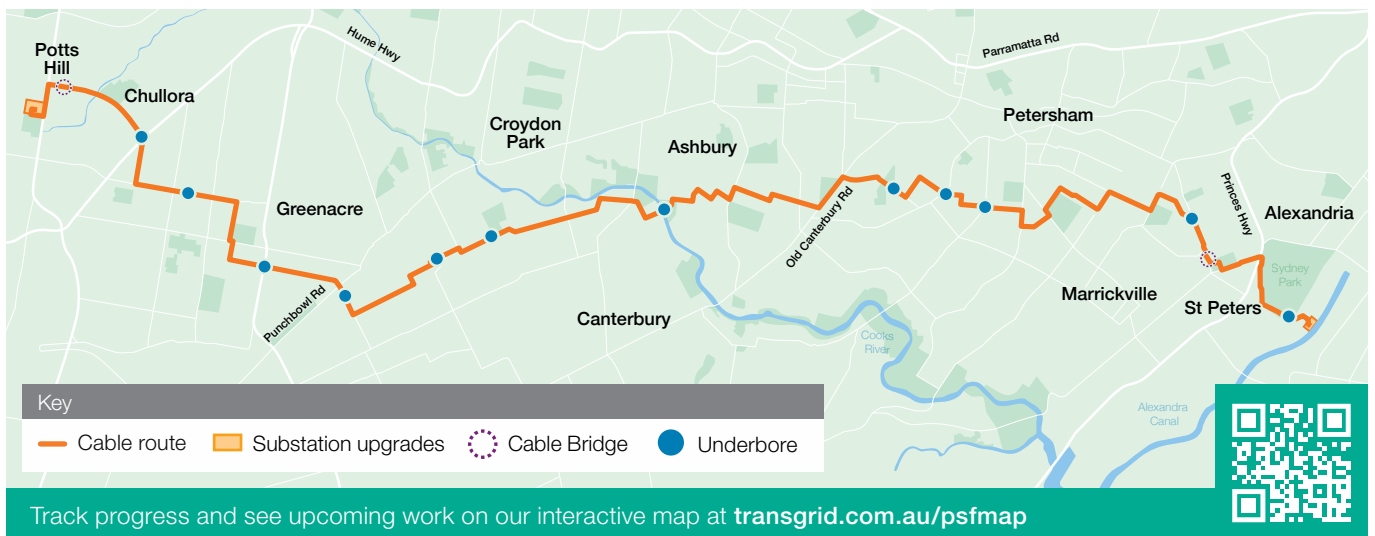 Potts
Hill
Chullora
Hume Hwy
Parramatta Rd
Croydon
Park
Ashbury
Petersham
Greenacre
Old Canterbury Rd
Princes Hwy
Alexandria
Punchbowl Rd
Canterbury
Marrickville
St Peters
Sydney
Park
Cooks
River
Alexandra
Canal
Key
Cable route
Substation upgrades
Cable Bridge
Underbore
Track progress and see upcoming work on our interactive map at transgrid.com.au/psfmap